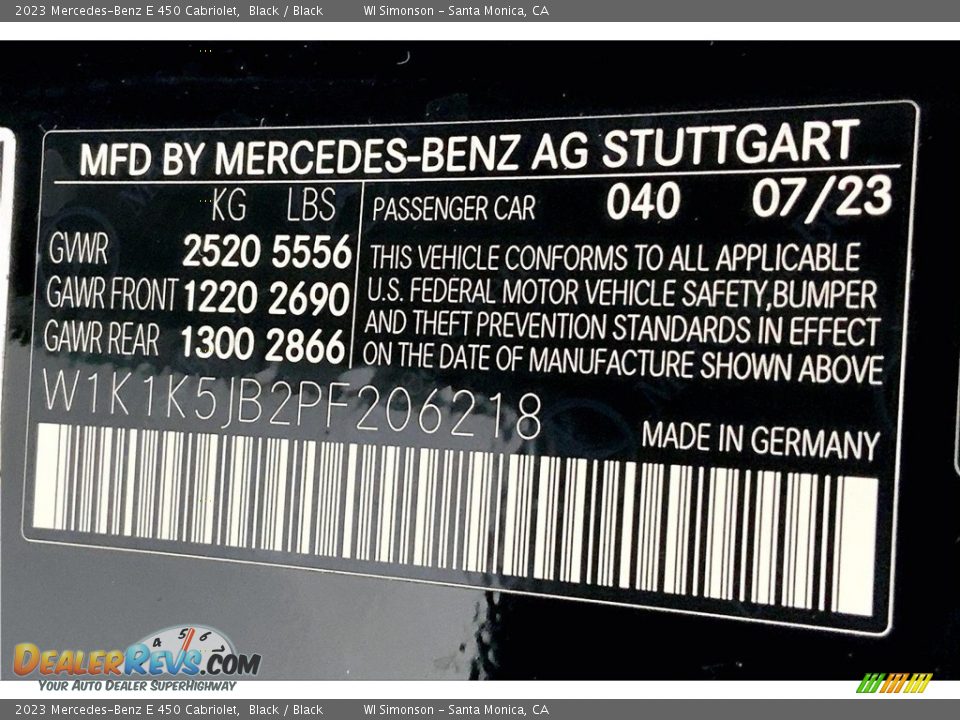 2023 Mercedes-Benz E 450 Cabriolet, Black / Black WI Simonson - Santa Monica, CA
MFD BY MERCEDES-BENZ AG STUTTGART
KG LBS PASSENGER CAR 040 07/23
GVWR 2520 5556
GAWR FRONT 1220 2690
GAWR REAR 1300 2866
THIS VEHICLE CONFORMS TO ALL APPLICABLE
U.S. FEDERAL MOTOR VEHICLE SAFETY,BUMPER
AND THEFT PREVENTION STANDARDS IN EFFECT
ON THE DATE OF MANUFACTURE SHOWN ABOVE
W1K1K5JB2PF206218
MADE IN GERMANY
4 5 6 7
DEALERREVS.COM
YOUR AUTO DEALER SUPERHIGHWAY
2023 Mercedes-Benz E 450 Cabriolet, Black / Black WI Simonson - Santa Monica, CA